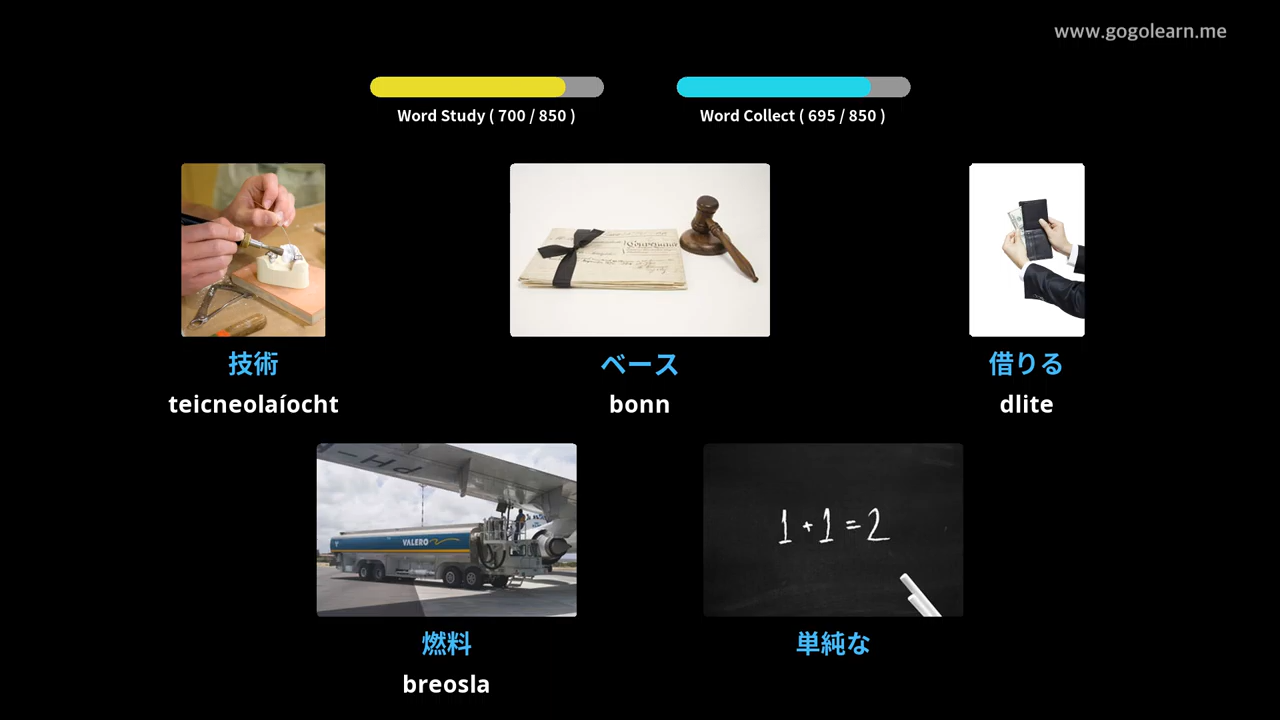 www.gogolearn.me
Word Study ( 700 / 850 )
Word Collect ( 695 / 850 )
技術
teicneolaíocht
ベース
bonn
借りる
dlite
VALERO
燃料
breosla
1 + 1 = 2
単純な